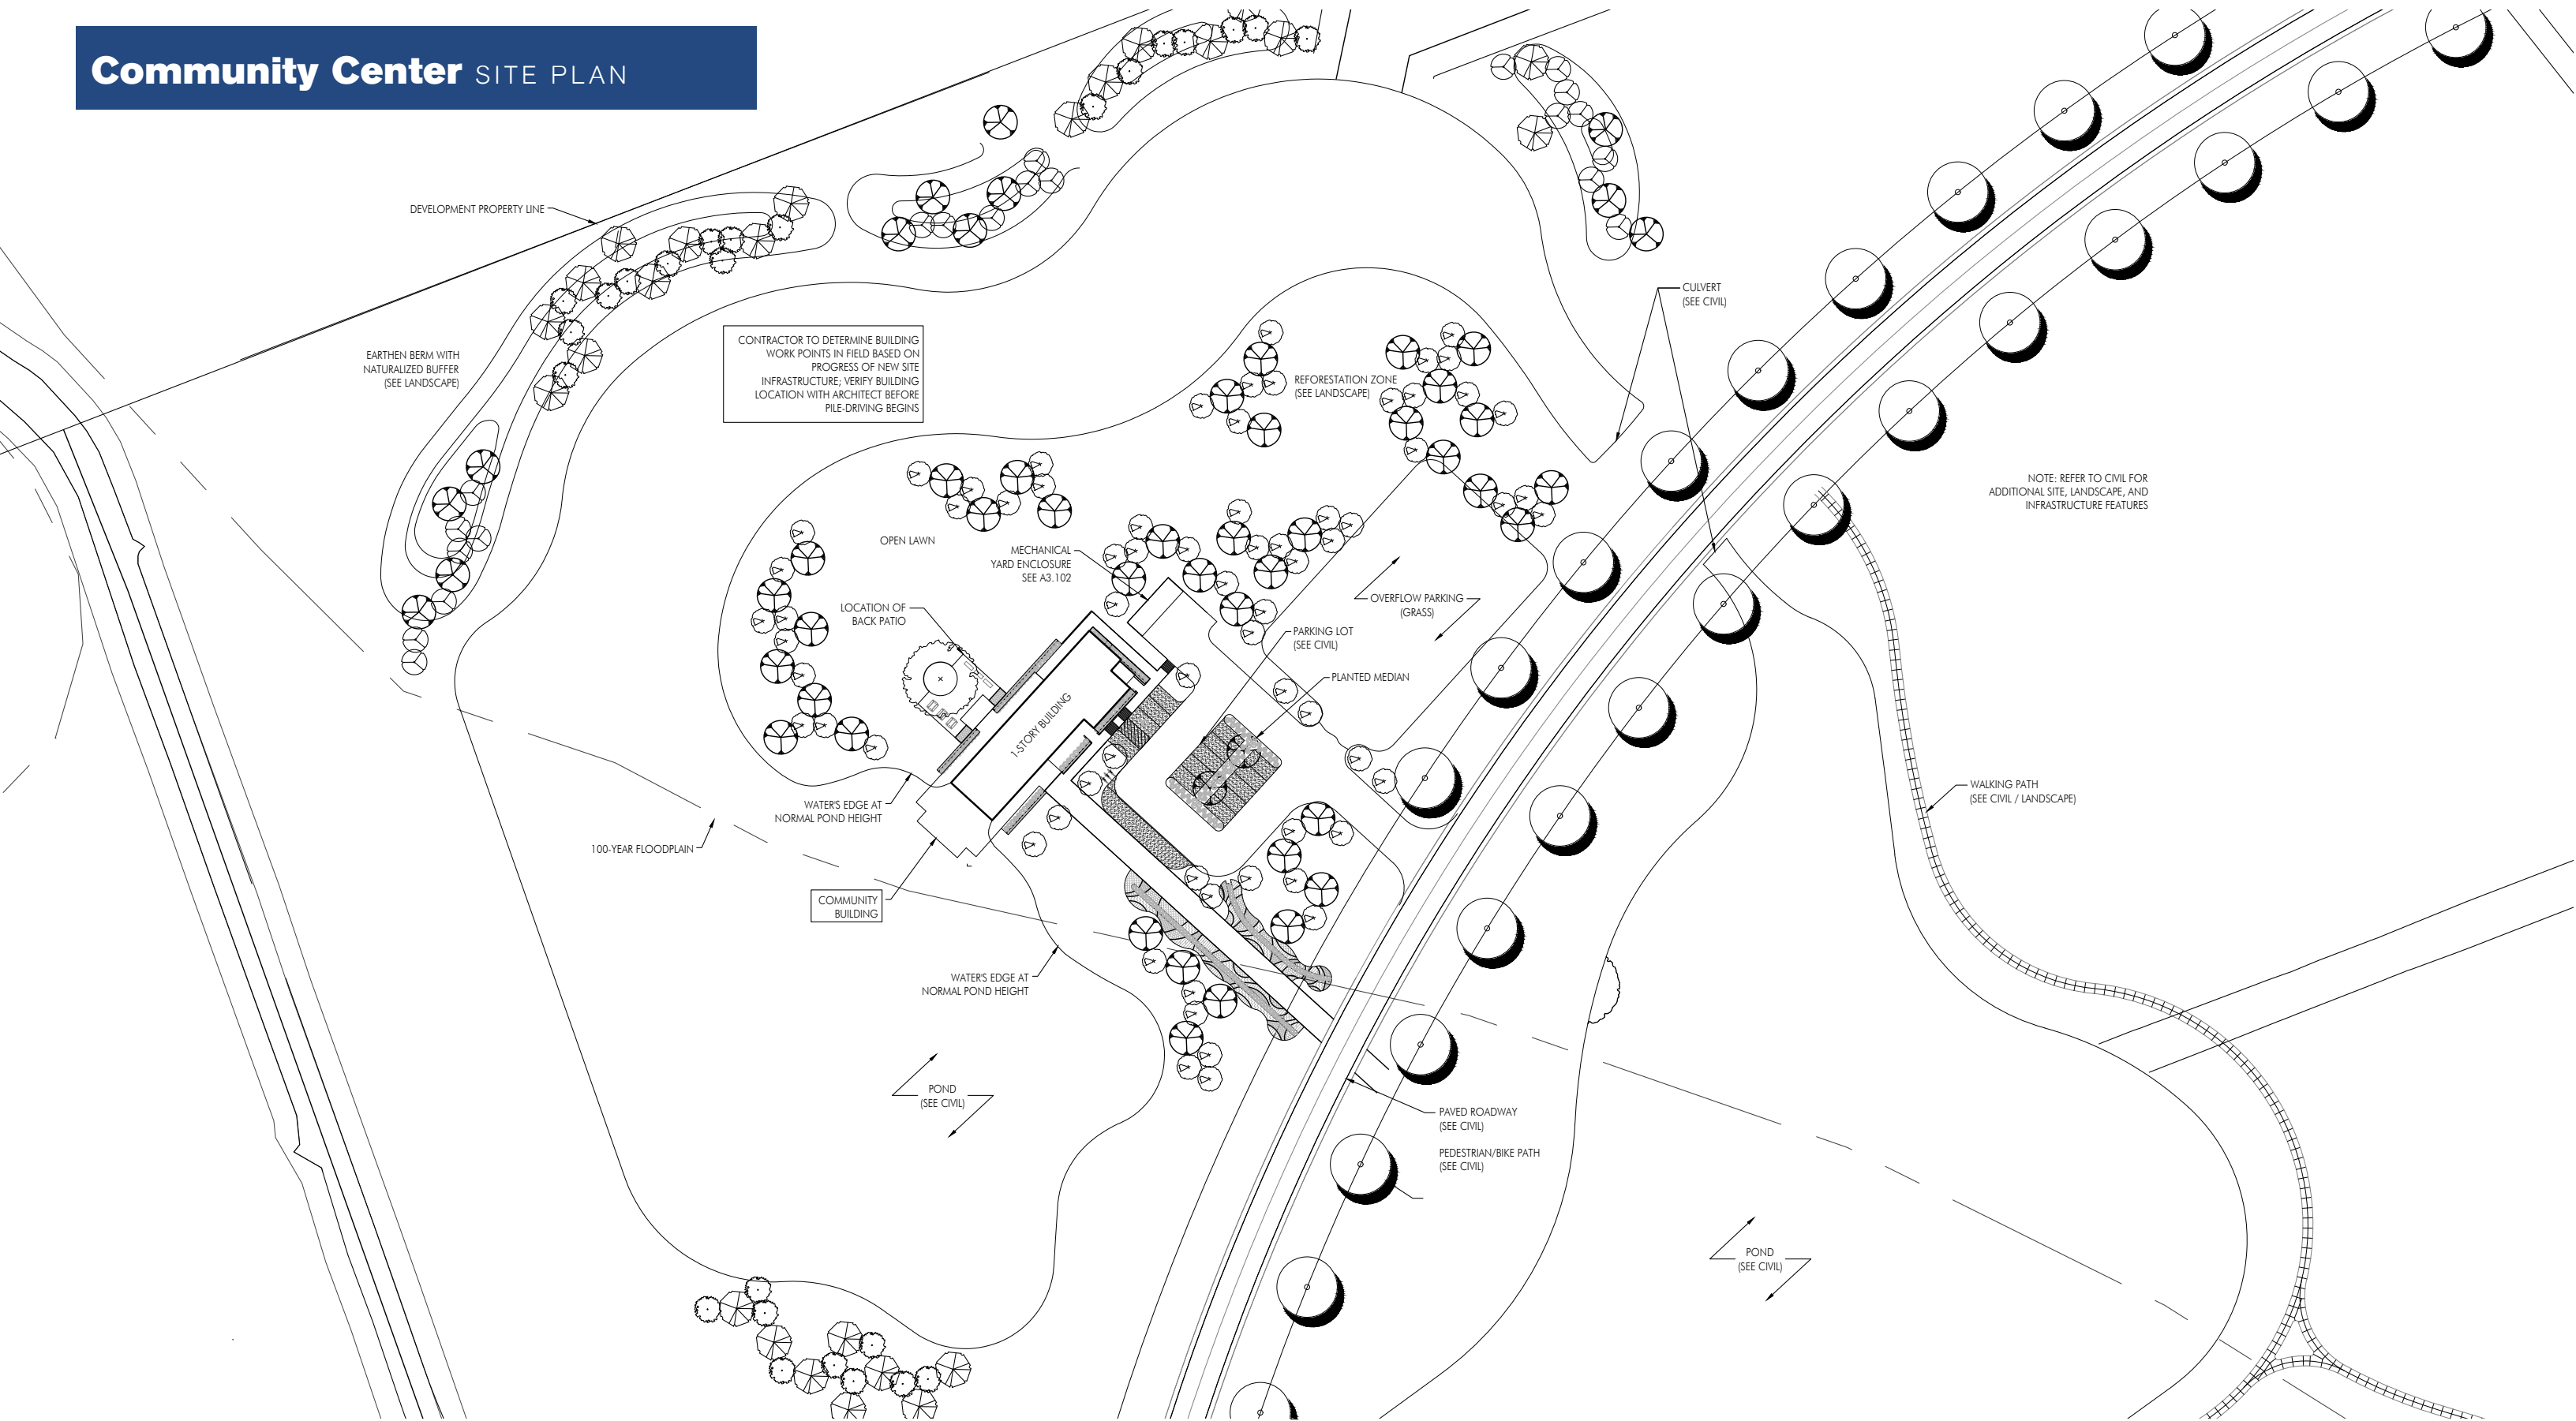 Community Center SITE PLAN
DEVELOPMENT PROPERTY LINE
CULVERT
(SEE CIVIL)
CONTRACTOR TO DETERMINE BUILDING
WORK POINTS IN FIELD BASED ON
PROGRESS OF NEW SITE
INFRASTRUCTURE; VERIFY BUILDING
LOCATION WITH ARCHITECT BEFORE
PILE-DRIVING BEGINS
EARTHEN BERM WITH
NATURALIZED BUFFER
(SEE LANDSCAPE)
REFORESTATION ZONE
(SEE LANDSCAPE)
NOTE: REFER TO CIVIL FOR
ADDITIONAL SITE, LANDSCAPE, AND
INFRASTRUCTURE FEATURES
OPEN LAWN
MECHANICAL
YARD ENCLOSURE
SEE A3.102
LOCATION OF
BACK PATIO
OVERFLOW PARKING
(GRASS)
PARKING LOT
(SEE CIVIL)
PLANTED MEDIAN
1-STORY BUILDING
WALKING PATH
(SEE CIVIL / LANDSCAPE)
WATER'S EDGE AT
NORMAL POND HEIGHT
100-YEAR FLOODPLAIN
COMMUNITY
BUILDING
WATER'S EDGE AT
NORMAL POND HEIGHT
POND
(SEE CIVIL)
PAVED ROADWAY
(SEE CIVIL)
PEDESTRIAN/BIKE PATH
(SEE CIVIL)
POND
(SEE CIVIL)